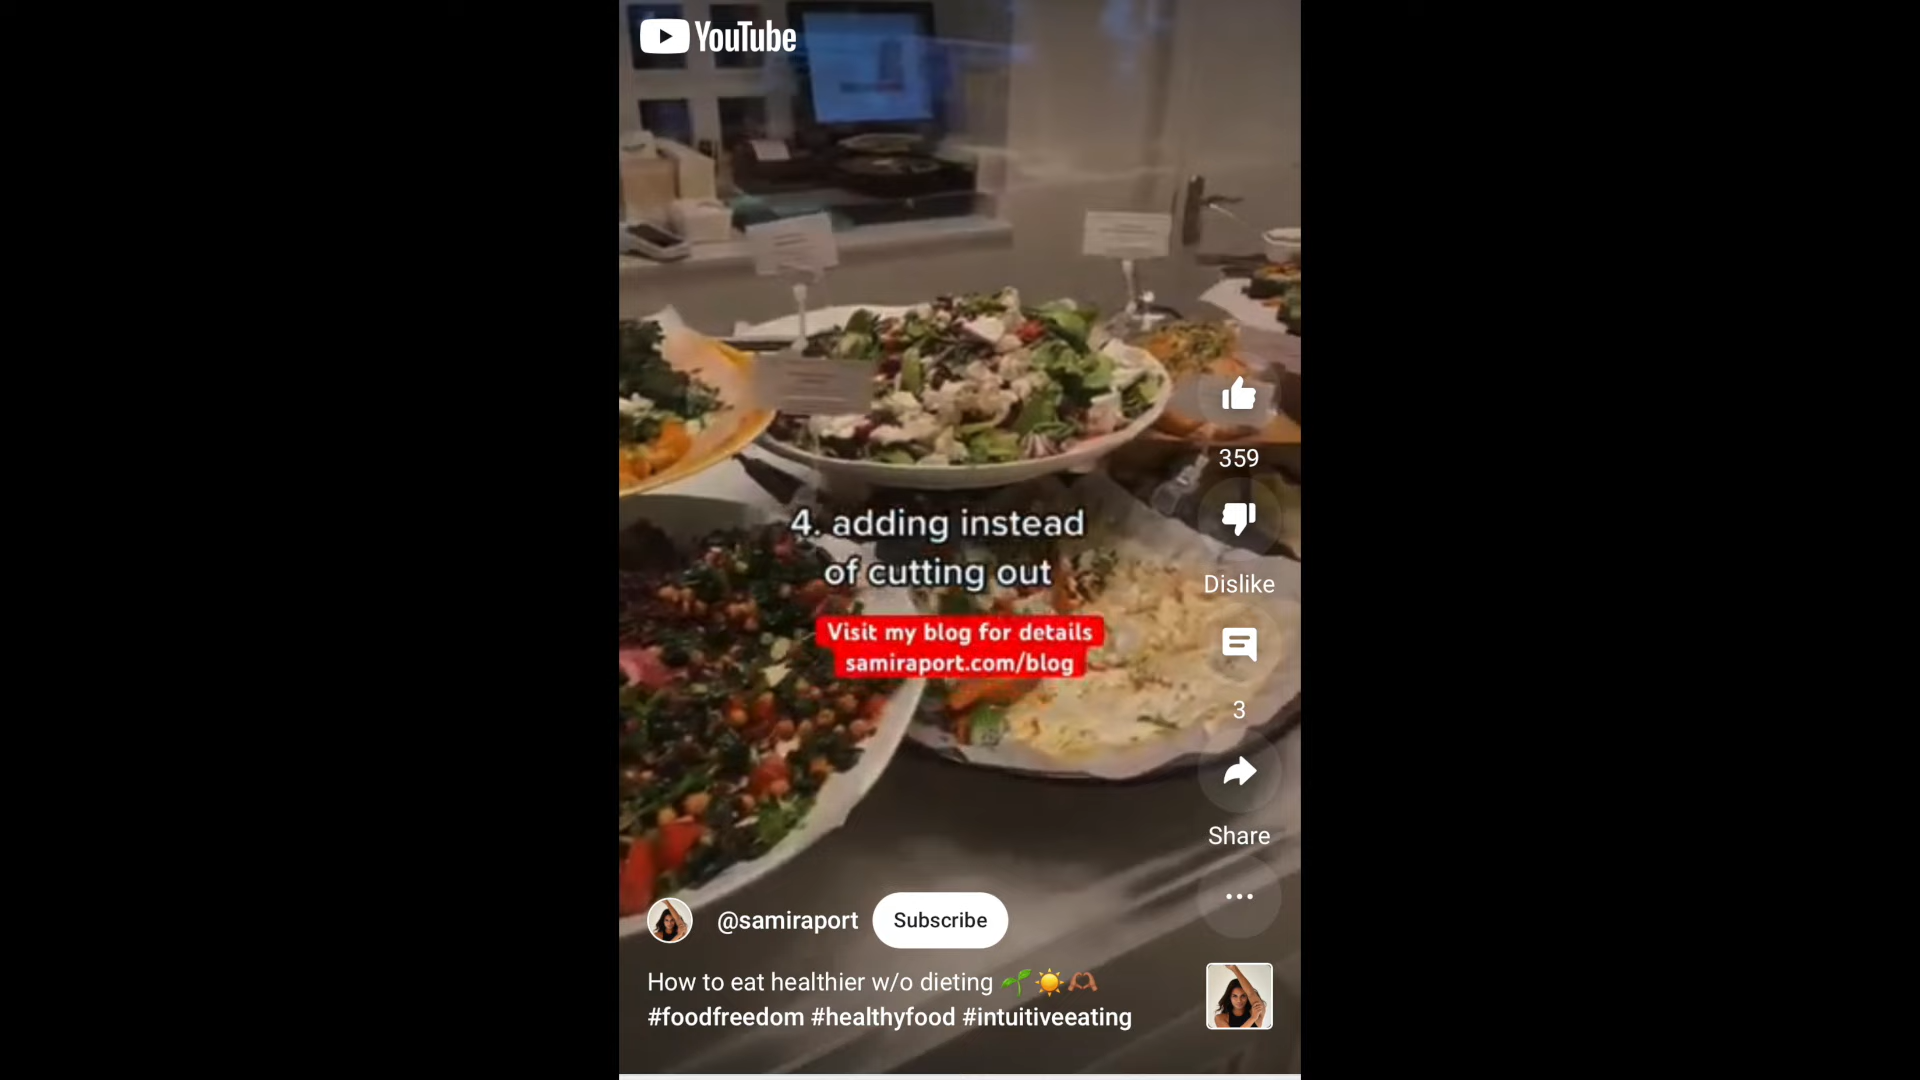 YouTube
4. adding instead
of cutting out
Visit my blog for details
samiraport.com/blog
359
Dislike
3
Share
@samiraport
Subscribe
How to eat healthier w/o dieting 🌱☀️🫶🏾
#foodfreedom #healthyfood #intuitiveeating